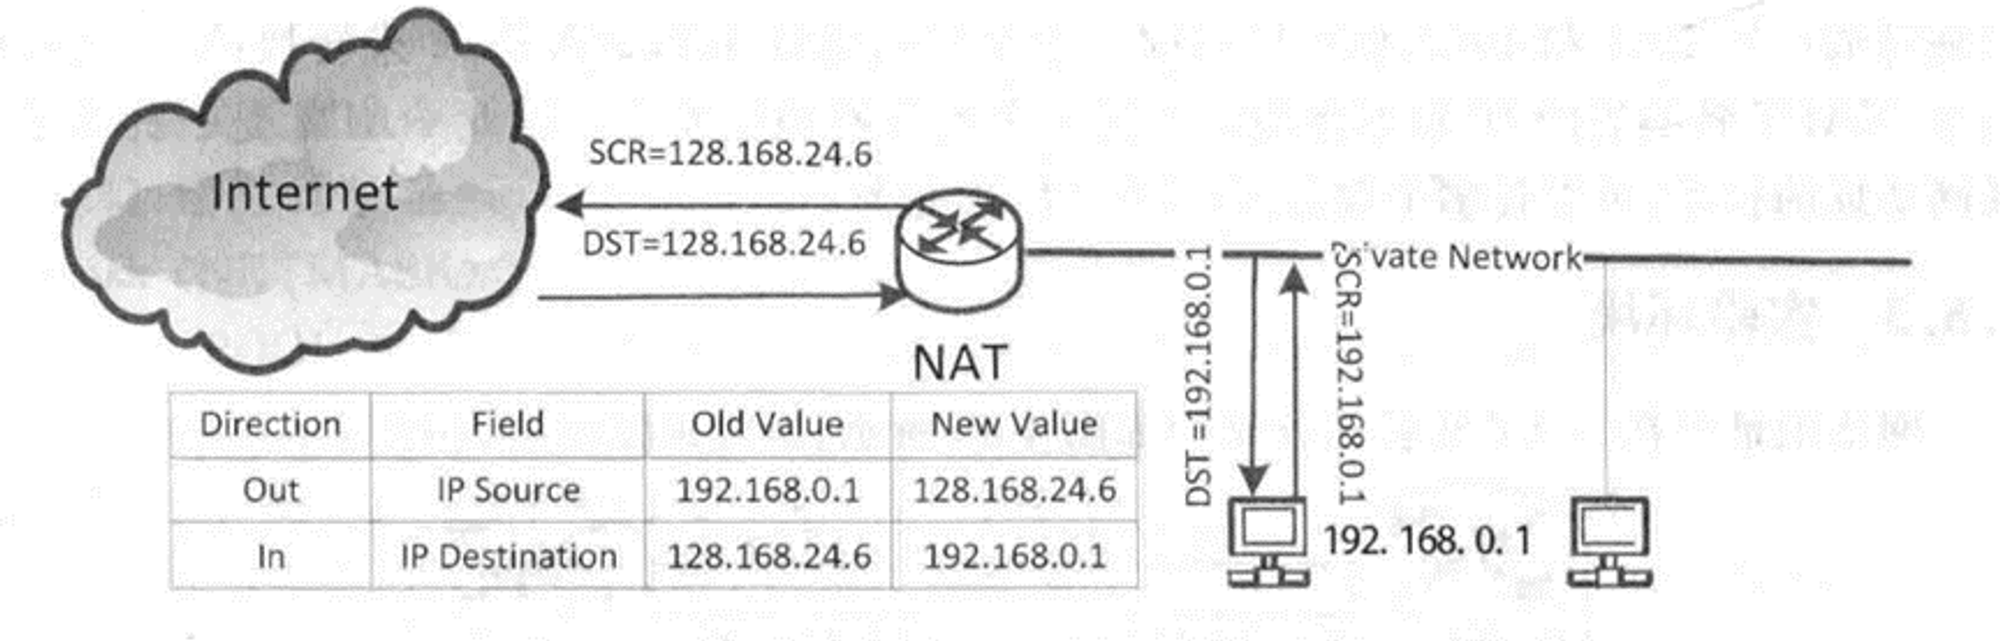 SCR=128.168.24.6
Internet
DST=128.168.24.6
NAT
Private Network
DST =192.168.0.1
SCR=192.168.0.1
192. 168. 0. 1
Direction Field Old Value New Value
Out IP Source 192.168.0.1 128.168.24.6
In IP Destination 128.168.24.6 192.168.0.1